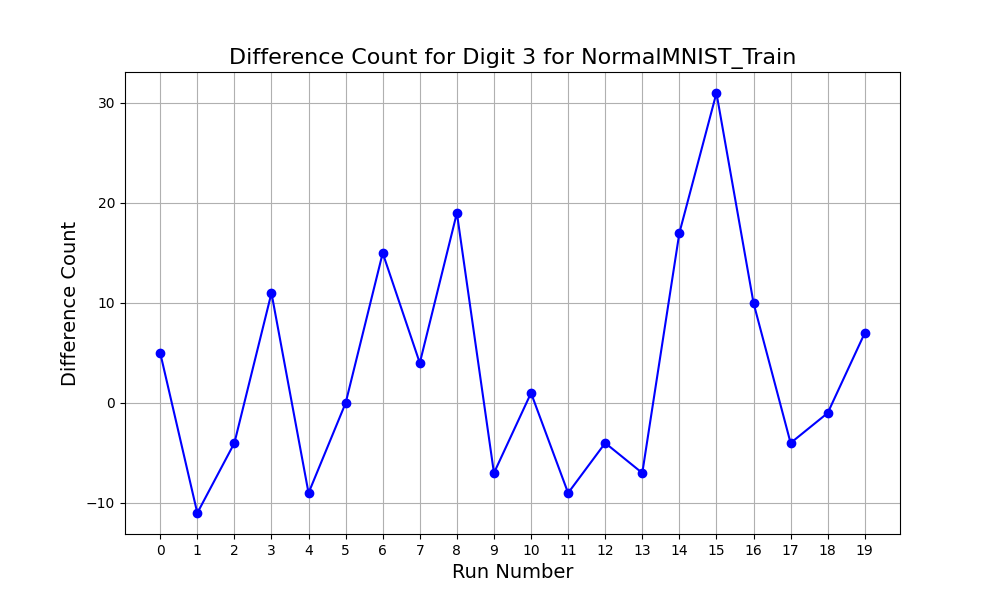 Difference Count for Digit 3 for NormalMNIST_Train
Difference Count
30
20
10
0
−10
0 1 2 3 4 5 6 7 8 9 10 11 12 13 14 15 16 17 18 19
Run Number